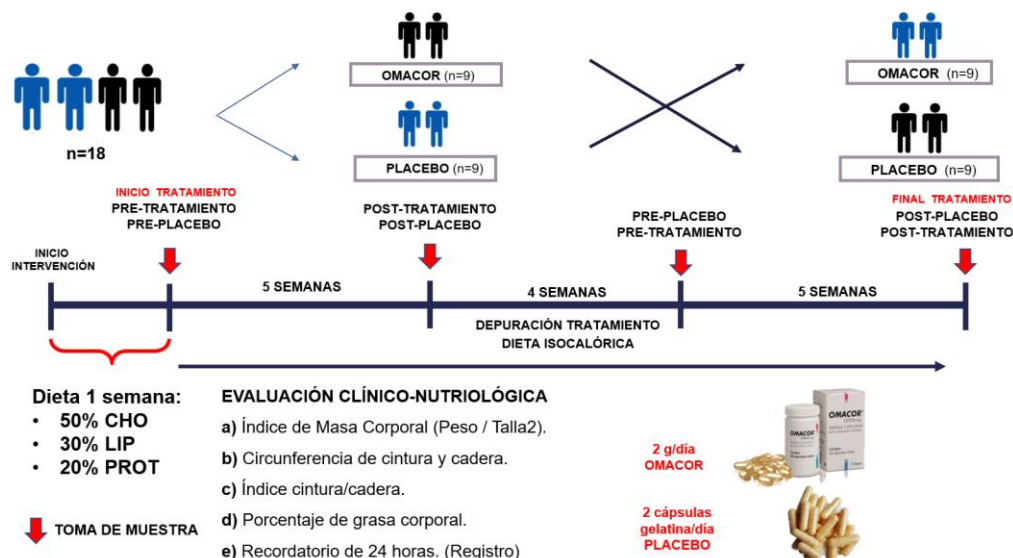 OMACOR (n=9)
OMACOR (n=9)
n=18
PLACEBO (n=9)
PLACEBO (n=9)
INICIO TRATAMIENTO
PRE-TRATAMIENTO
PRE-PLACEBO
POST-TRATAMIENTO
POST-PLACEBO
PRE-PLACEBO
PRE-TRATAMIENTO
FINAL TRATAMIENTO
POST-PLACEBO
POST-TRATAMIENTO
INICIO
INTERVENCIÓN
5 SEMANAS
4 SEMANAS
5 SEMANAS
DEPURACIÓN TRATAMIENTO
DIETA ISOCALÓRICA
Dieta 1 semana:
• 50% CHO
• 30% LIP
• 20% PROT
TOMA DE MUESTRA
EVALUACIÓN CLÍNICO-NUTRIOLÓGICA
a) Índice de Masa Corporal (Peso / Talla2).
b) Circunferencia de cintura y cadera.
c) Índice cintura/cadera.
d) Porcentaje de grasa corporal.
e) Recordatorio de 24 horas. (Registro)
2 g/día
OMACOR
OMACOR
OMACOR
2 cápsulas
gelatina/día
PLACEBO